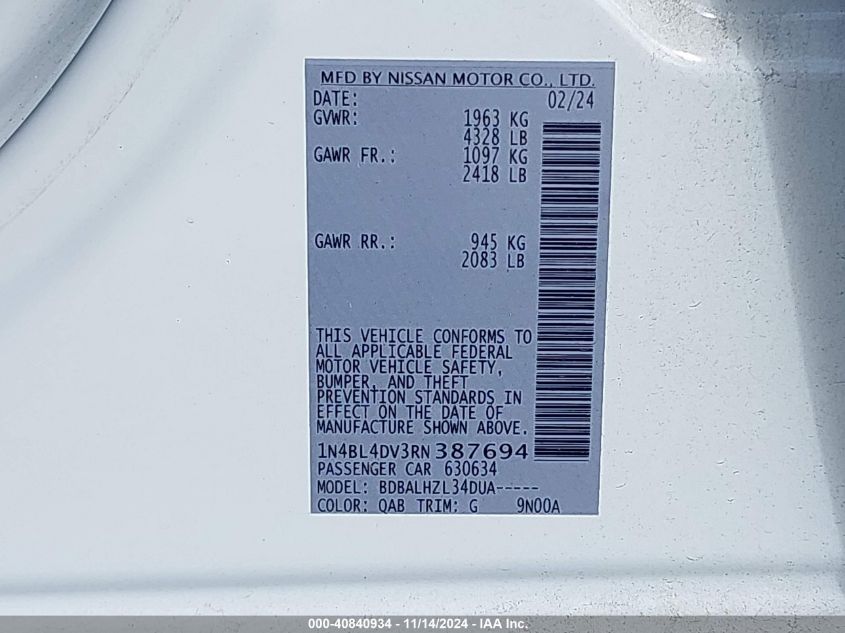 MFD BY NISSAN MOTOR CO., LTD.
DATE: 02/24
GVWR: 1963 KG
4328 LB
GAWR FR.: 1097 KG
2418 LB
GAWR RR.: 945 KG
2083 LB
THIS VEHICLE CONFORMS TO
ALL APPLICABLE FEDERAL
MOTOR VEHICLE SAFETY,
BUMPER, AND THEFT
PREVENTION STANDARDS IN
EFFECT ON THE DATE OF
MANUFACTURE SHOWN ABOVE.
1N4BL4DV3RN 387694
PASSENGER CAR 630634
MODEL: BDBALHZL34DUA-----
COLOR: QAB TRIM: G 9N00A
000-40840934 - 11/14/2024 - IAA Inc.